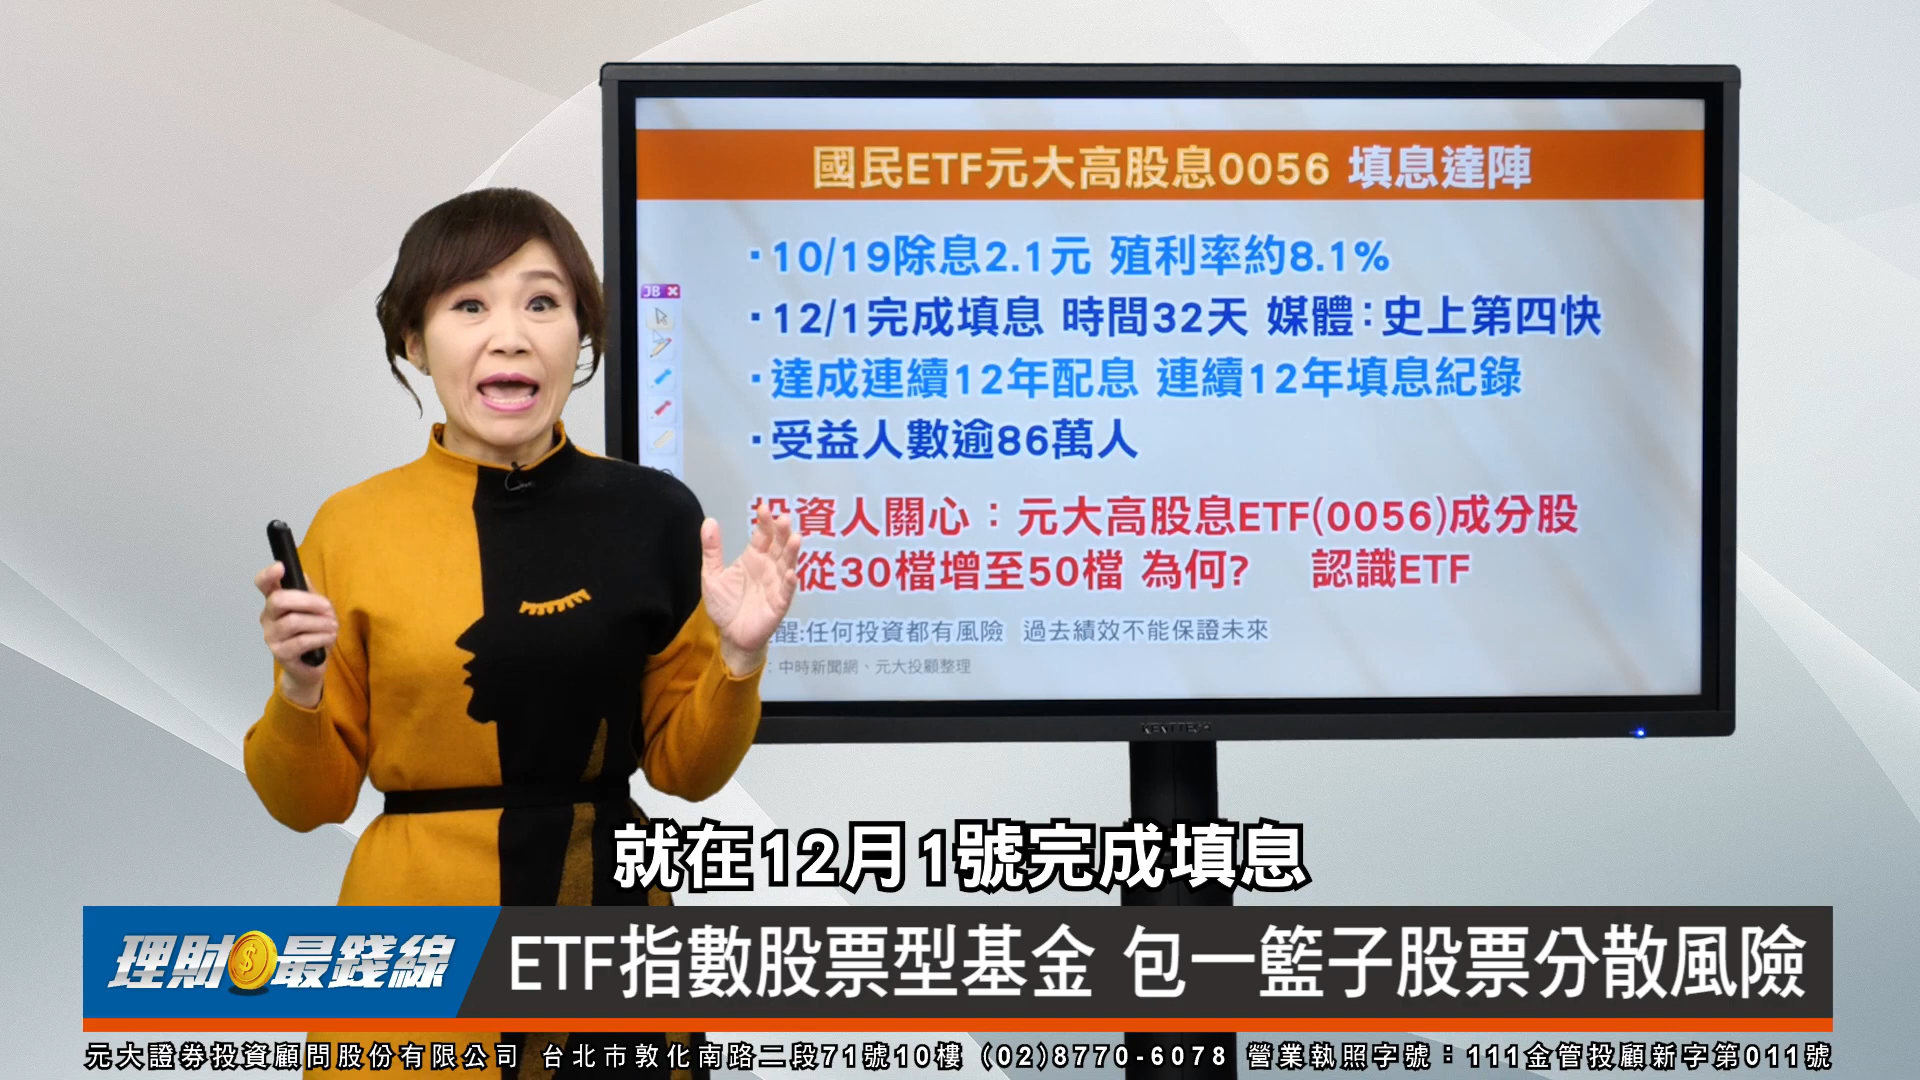 國民ETF元大高股息0056 填息達陣
·10/19除息2.1元 殖利率約8.1%
JB
·12/1完成填息 時間32天 媒體:史上第四快
·達成連續12年配息 連續12年填息紀錄
·受益人數逾86萬人
投資人關心:元大高股息ETF(0056)成分股
從30檔增至50檔 為何? 認識ETF
醒:任何投資都有風險 過去績效不能保證未來
:中時新聞網、元大投顧整理
就在12月1號完成填息
理財最錢線
ETF指數股票型基金 包一籃子股票分散風險
元大證券投資顧問股份有限公司 台北市敦化南路二段71號10樓 (02)8770-6078 營業執照字號:111金管投顧新字第011號